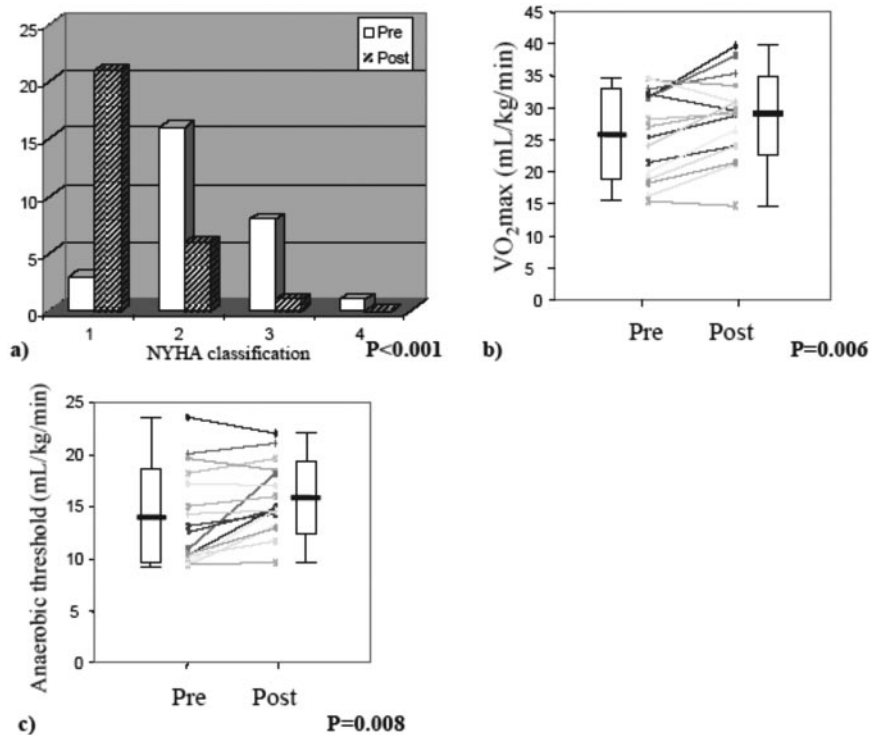 25
20
15
10
5
0
Pre
Post
1 2 3 4
a) NYHA classification P<0.001
VO₂max (mL/kg/min)
45
40
35
30
25
20
15
10
5
0
Pre Post
b) P=0.006
Anaerobic threshold (mL/kg/min)
25
20
15
10
5
0
Pre Post
c) P=0.008